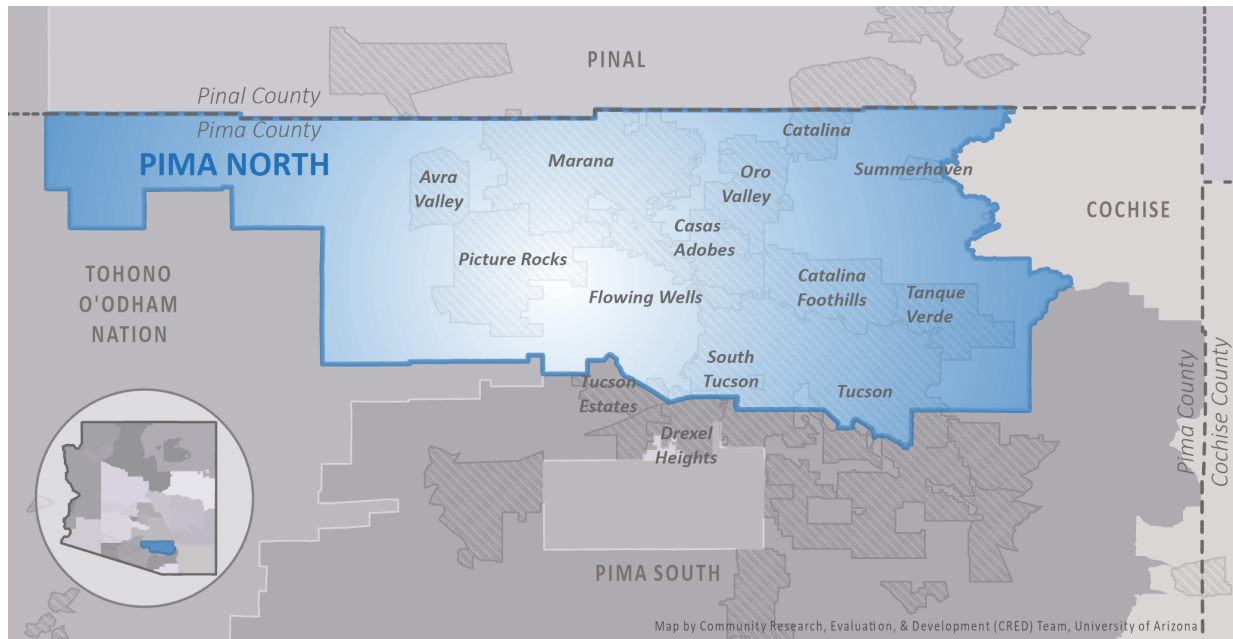 PINAL
Pinal County
Pima County
PIMA NORTH
Catalina
Marana
Summerhaven
Oro
Valley
Avra
Valley
COCHISE
Casas
Adobes
Picture Rocks
TOHONO
O'ODHAM
NATION
Catalina
Foothills
Flowing Wells
Tanque
Verde
South
Tucson
Tucson
Tucson
Estates
Drexel
Heights
Pima County
Cochise County
PIMA SOUTH
Map by Community Research, Evaluation, & Development (CRED) Team, University of Arizona